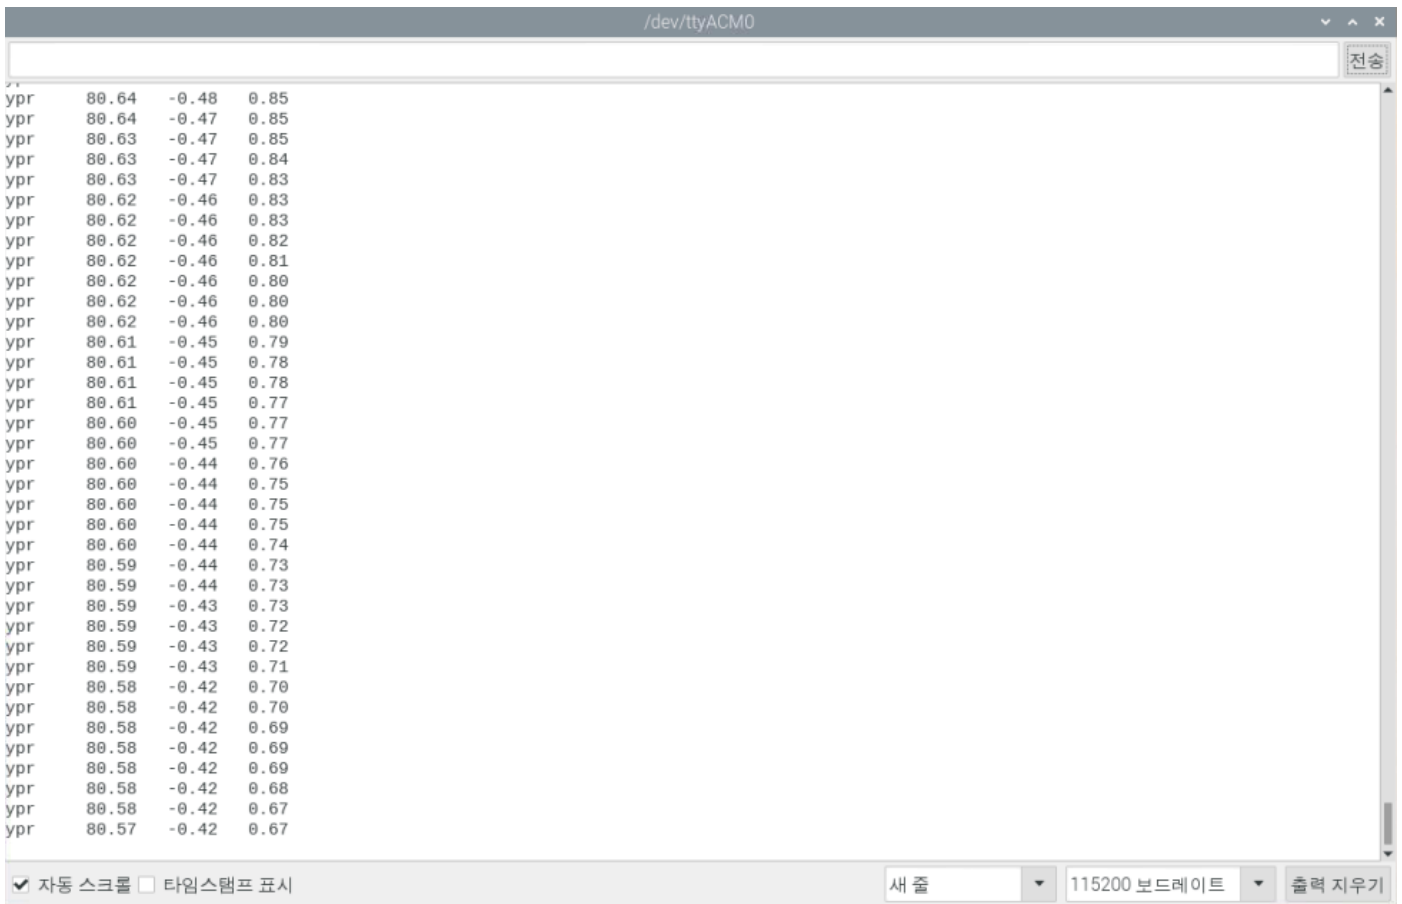 /dev/ttyACM0
전송
ypr 80.64 -0.48 0.85
ypr 80.64 -0.47 0.85
ypr 80.63 -0.47 0.85
ypr 80.63 -0.47 0.84
ypr 80.63 -0.47 0.83
ypr 80.62 -0.46 0.83
ypr 80.62 -0.46 0.83
ypr 80.62 -0.46 0.82
ypr 80.62 -0.46 0.81
ypr 80.62 -0.46 0.80
ypr 80.62 -0.46 0.80
ypr 80.62 -0.46 0.80
ypr 80.61 -0.45 0.79
ypr 80.61 -0.45 0.78
ypr 80.61 -0.45 0.78
ypr 80.61 -0.45 0.77
ypr 80.60 -0.45 0.77
ypr 80.60 -0.45 0.77
ypr 80.60 -0.44 0.76
ypr 80.60 -0.44 0.75
ypr 80.60 -0.44 0.75
ypr 80.60 -0.44 0.75
ypr 80.60 -0.44 0.74
ypr 80.59 -0.44 0.73
ypr 80.59 -0.44 0.73
ypr 80.59 -0.43 0.73
ypr 80.59 -0.43 0.72
ypr 80.59 -0.43 0.72
ypr 80.59 -0.43 0.71
ypr 80.58 -0.42 0.70
ypr 80.58 -0.42 0.70
ypr 80.58 -0.42 0.69
ypr 80.58 -0.42 0.69
ypr 80.58 -0.42 0.69
ypr 80.58 -0.42 0.68
ypr 80.58 -0.42 0.67
ypr 80.57 -0.42 0.67
자동 스크롤 타임스탬프 표시 새 줄 115200 보드레이트 출력 지우기